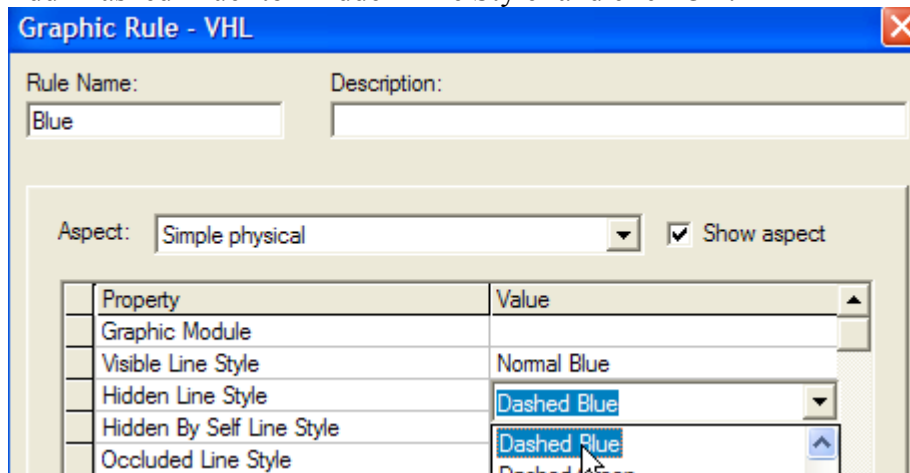 Graphic Rule - VHL
Rule Name: Description:
Blue
Aspect: Simple physical Show aspect
Property Value
Graphic Module
Visible Line Style Normal Blue
Hidden Line Style Dashed Blue
Hidden By Self Line Style
Dashed Blue
Occluded Line Style
Dashed